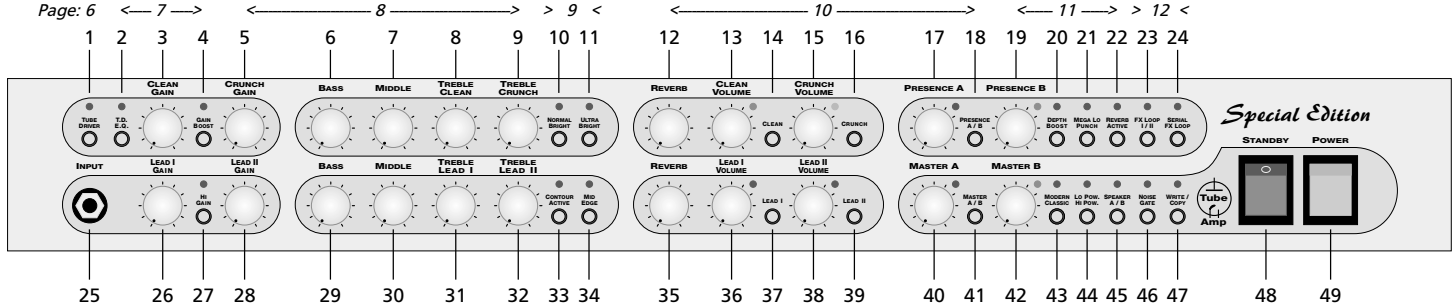 Page: 6 <— 7 —> <— 8 —> > 9 < <— 10 —> <— 11 —> > 12 <
1 2 3 4 5 6 7 8 9 10 11 12 13 14 15 16 17 18 19 20 21 22 23 24
TUBE DRIVER
T.D. E.Q.
CLEAN GAIN
GAIN BOOST
CRUNCH GAIN
BASS
MIDDLE
TREBLE CLEAN
TREBLE CRUNCH
NORMAL BRIGHT
ULTRA BRIGHT
REVERB
CLEAN VOLUME
CLEAN
CRUNCH VOLUME
CRUNCH
PRESENCE A
PRESENCE A / B
PRESENCE B
DEPTH BOOST
MEGA LO PUNCH
REVERB ACTIVE
FX LOOP I / II
SERIAL FX LOOP
Special Edition
STANDBY
POWER
INPUT
LEAD I GAIN
HI GAIN
LEAD II GAIN
BASS
MIDDLE
TREBLE LEAD I
TREBLE LEAD II
CONTOUR ACTIVE
MID EDGE
REVERB
LEAD I VOLUME
LEAD I
LEAD II VOLUME
LEAD II
MASTER A
MASTER A / B
MASTER B
MODERN CLASSIC
LO POW. HI POW.
SPEAKER A / B
NOISE GATE
WRITE / COPY
Tube
Amp
25 26 27 28 29 30 31 32 33 34 35 36 37 38 39 40 41 42 43 44 45 46 47 48 49